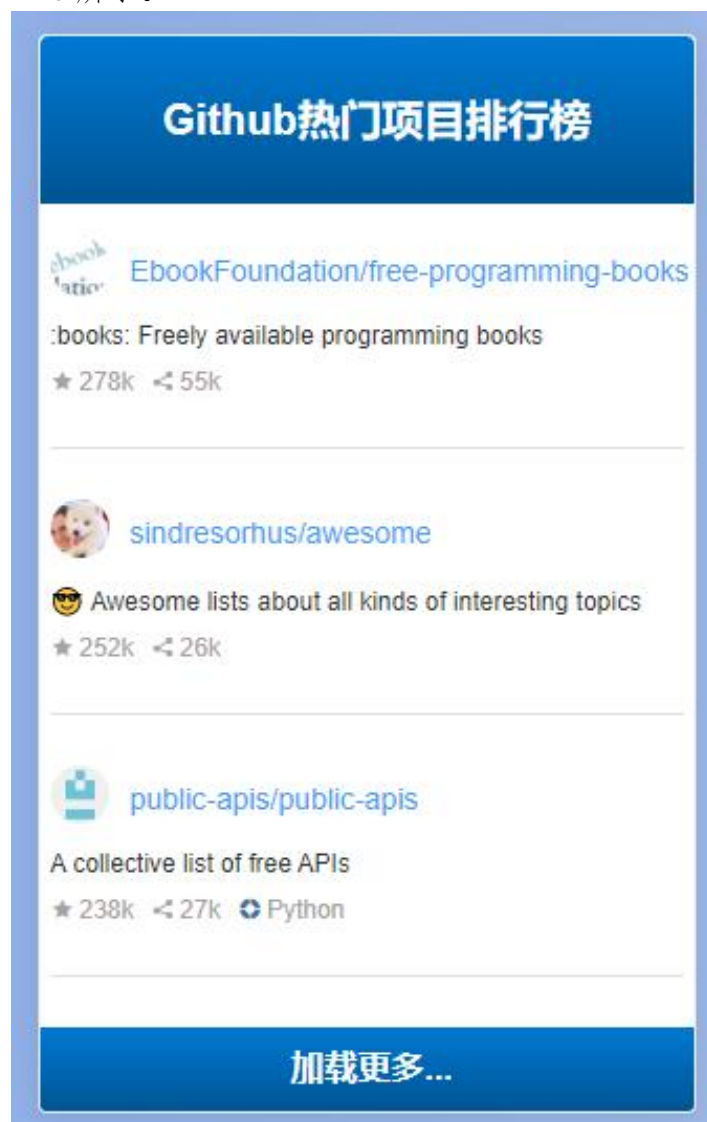 Github热门项目排行榜
ebook
EbookFoundation/free-programming-books
:books: Freely available programming books
278k 55k
sindresorhus/awesome
😎 Awesome lists about all kinds of interesting topics
252k 26k
public-apis/public-apis
A collective list of free APIs
238k 27k Python
加载更多...